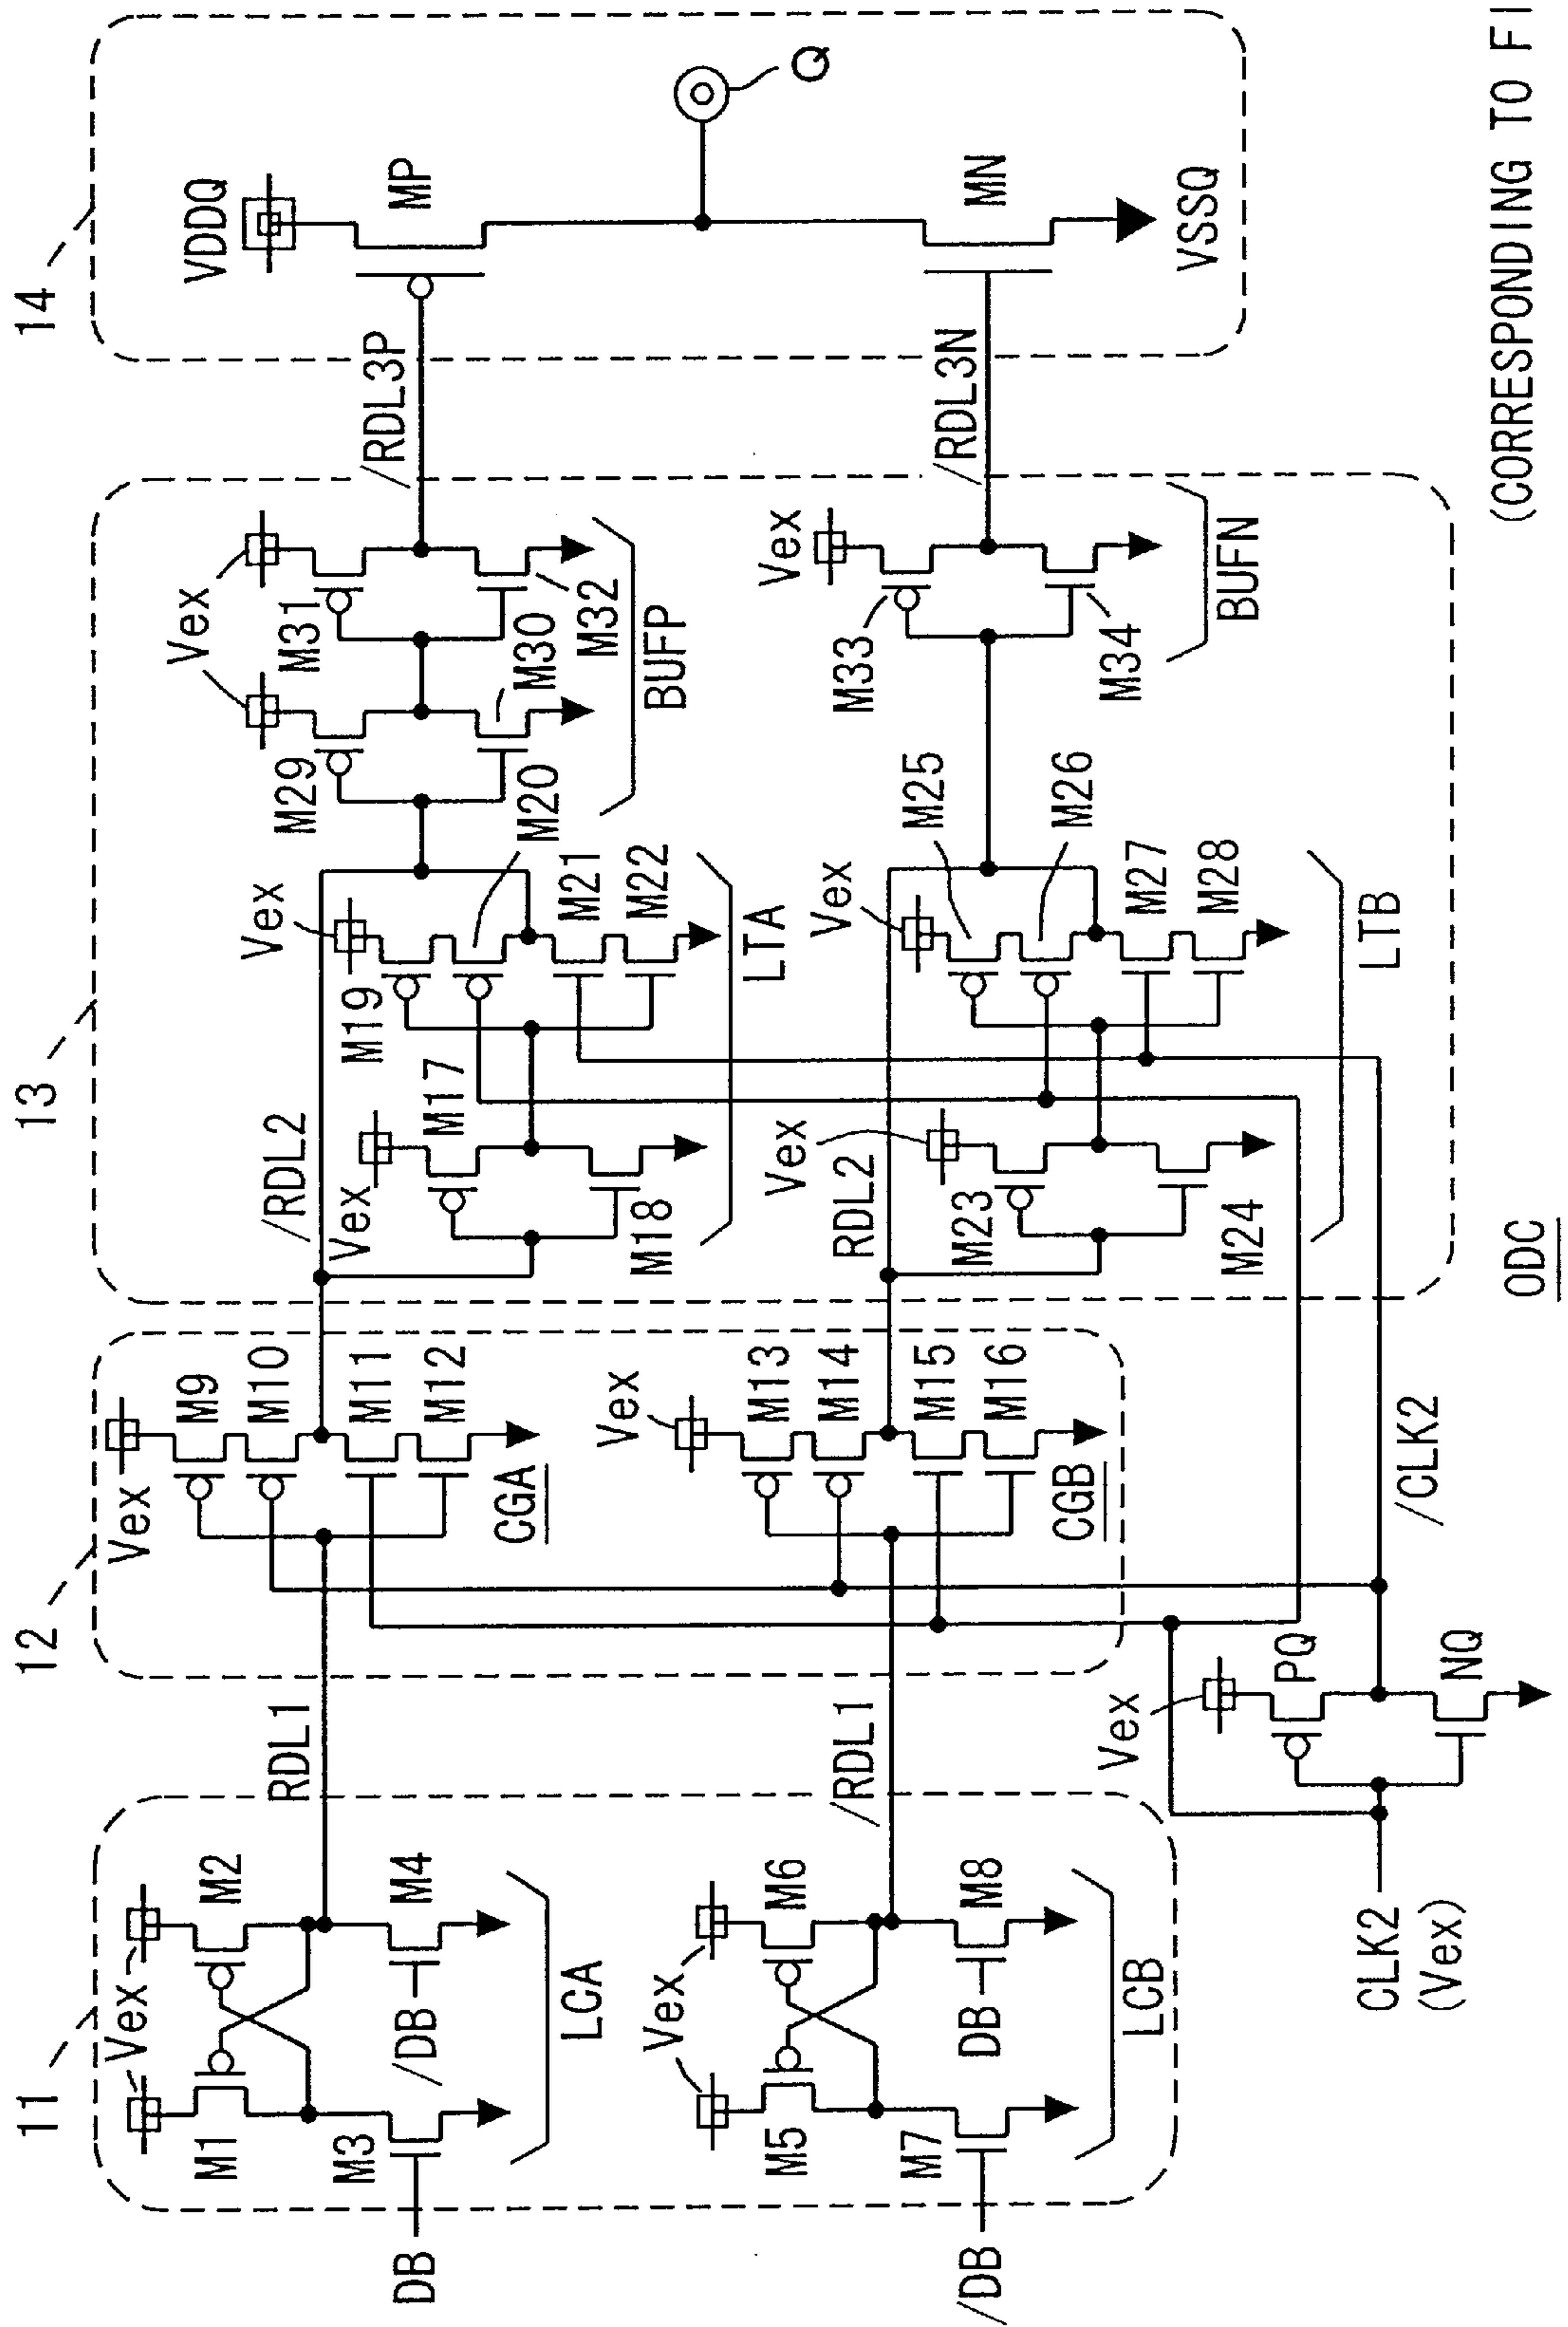 11
12
13
14
Vex
M1
M2
M3
M4
DB
/DB
LCA
Vex
M5
M6
M7
M8
/DB
DB
LCB
RDL1
/RDL1
Vex
M9
M10
M11
M12
CGA
Vex
M13
M14
M15
M16
CGB
CLK2
(Vex)
Vex
PQ
NQ
/CLK2
/RDL2
Vex
M17
M18
Vex
M19
M20
M21
M22
LTA
RDL2
Vex
M23
M24
Vex
M25
M26
M27
M28
LTB
Vex
M29
M30
M31
M32
BUFP
Vex
M33
M34
BUFN
/RDL3P
/RDL3N
VDDQ
MP
Q
MN
VSSQ
ODC
(CORRESPONDING TO FI